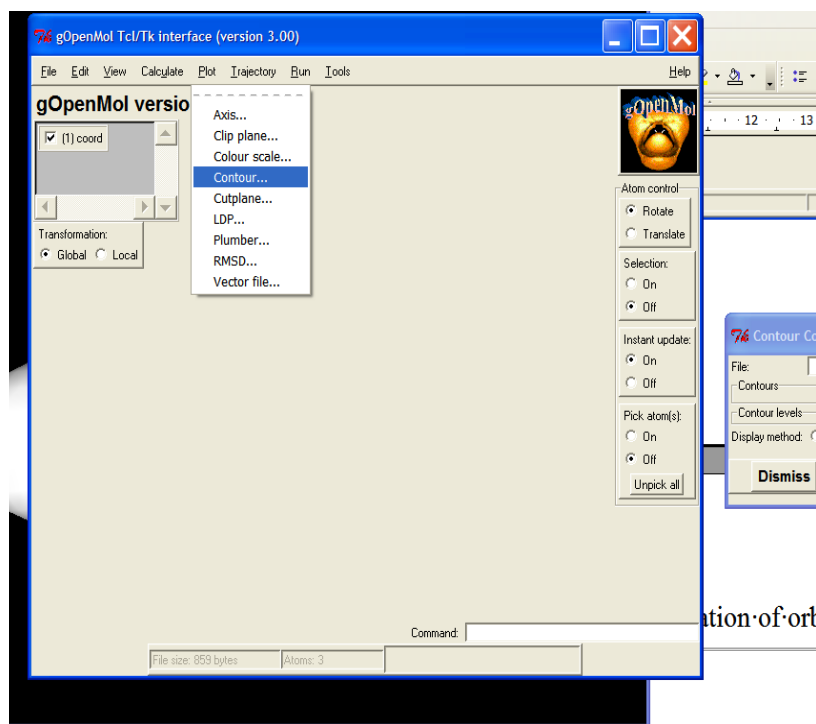 gOpenMol Tcl/Tk interface (version 3.00)
File Edit View Calculate Plot Trajectory Run Tools Help
gOpenMol versio
(1) coord
Transformation:
Global Local
Axis...
Clip plane...
Colour scale...
Contour...
Cutplane...
LDP...
Plumber...
RMSD...
Vector file...
gOpenMol
Atom control
Rotate
Translate
Selection:
On
Off
Instant update:
On
Off
Pick atom(s):
On
Off
Unpick all
Command:
File size: 859 bytes Atoms: 3
12 13
Contour Co
File:
Contours
Contour levels
Display method:
Dismiss
ation·of·orb